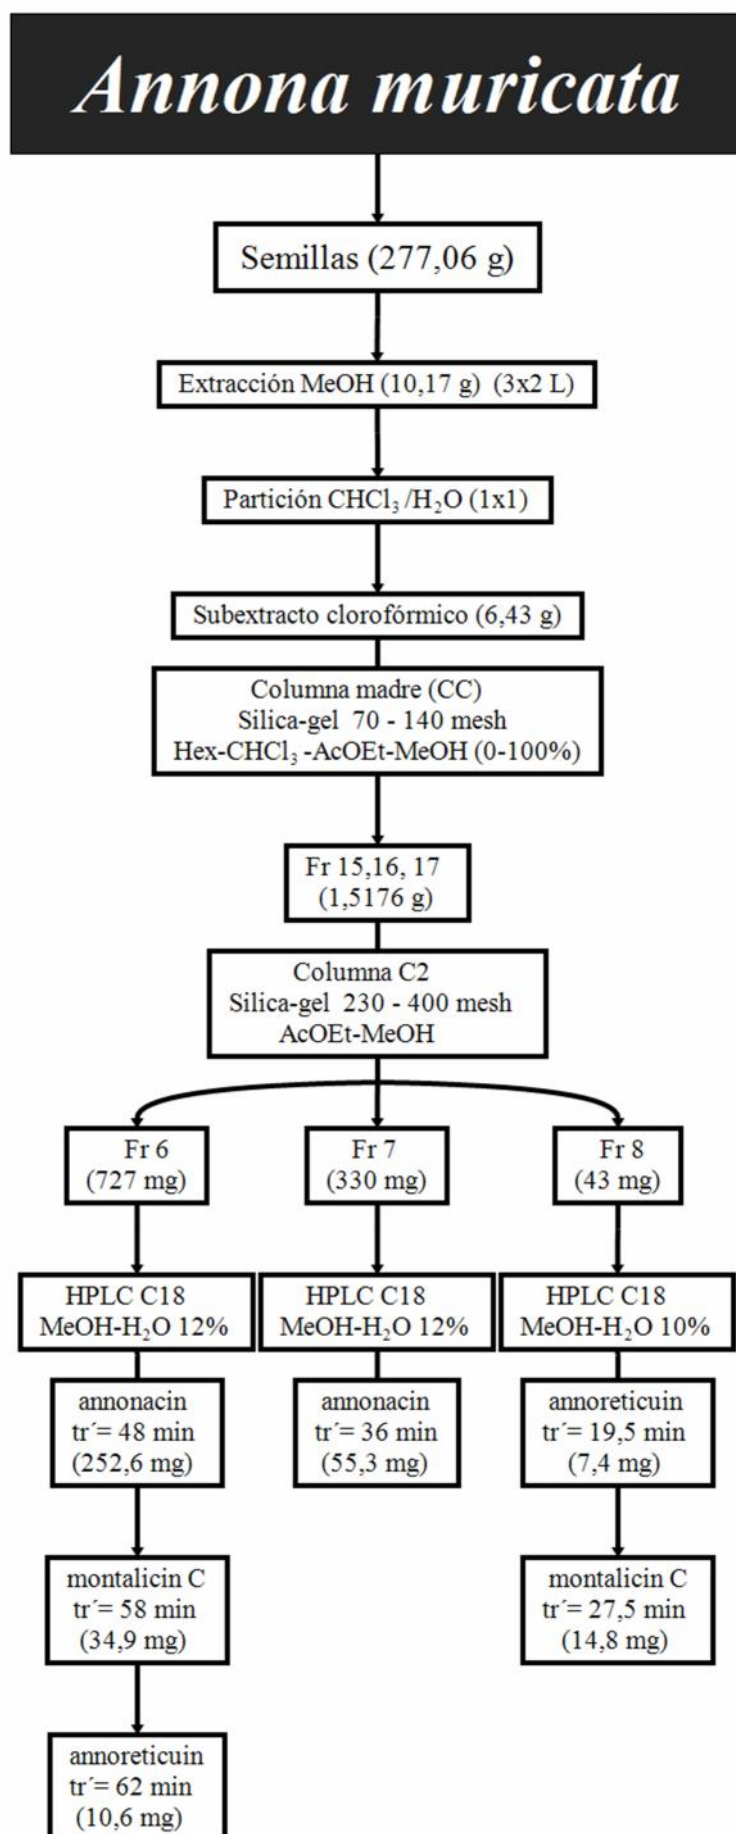 Annona muricata
Semillas (277,06 g)
Extracción MeOH (10,17 g) (3x2 L)
Partición CHCl₃ /H₂O (1x1)
Subextracto clorofórmico (6,43 g)
Columna madre (CC)
Silica-gel 70 - 140 mesh
Hex-CHCl₃ -AcOEt-MeOH (0-100%)
Fr 15,16, 17
(1,5176 g)
Columna C2
Silica-gel 230 - 400 mesh
AcOEt-MeOH
Fr 6
(727 mg)
Fr 7
(330 mg)
Fr 8
(43 mg)
HPLC C18
MeOH-H₂O 12%
HPLC C18
MeOH-H₂O 12%
HPLC C18
MeOH-H₂O 10%
annonacin
tr´= 48 min
(252,6 mg)
annonacin
tr´= 36 min
(55,3 mg)
annoreticuin
tr´= 19,5 min
(7,4 mg)
montalicin C
tr´= 58 min
(34,9 mg)
montalicin C
tr´= 27,5 min
(14,8 mg)
annoreticuin
tr´= 62 min
(10,6 mg)